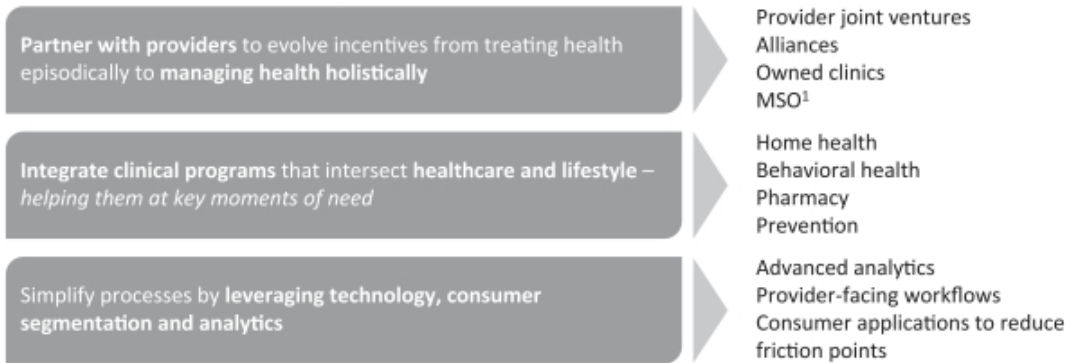 Partner with providers to evolve incentives from treating health
episodically to managing health holistically
Provider joint ventures
Alliances
Owned clinics
MSO¹
Integrate clinical programs that intersect healthcare and lifestyle –
helping them at key moments of need
Home health
Behavioral health
Pharmacy
Prevention
Simplify processes by leveraging technology, consumer
segmentation and analytics
Advanced analytics
Provider-facing workflows
Consumer applications to reduce
friction points